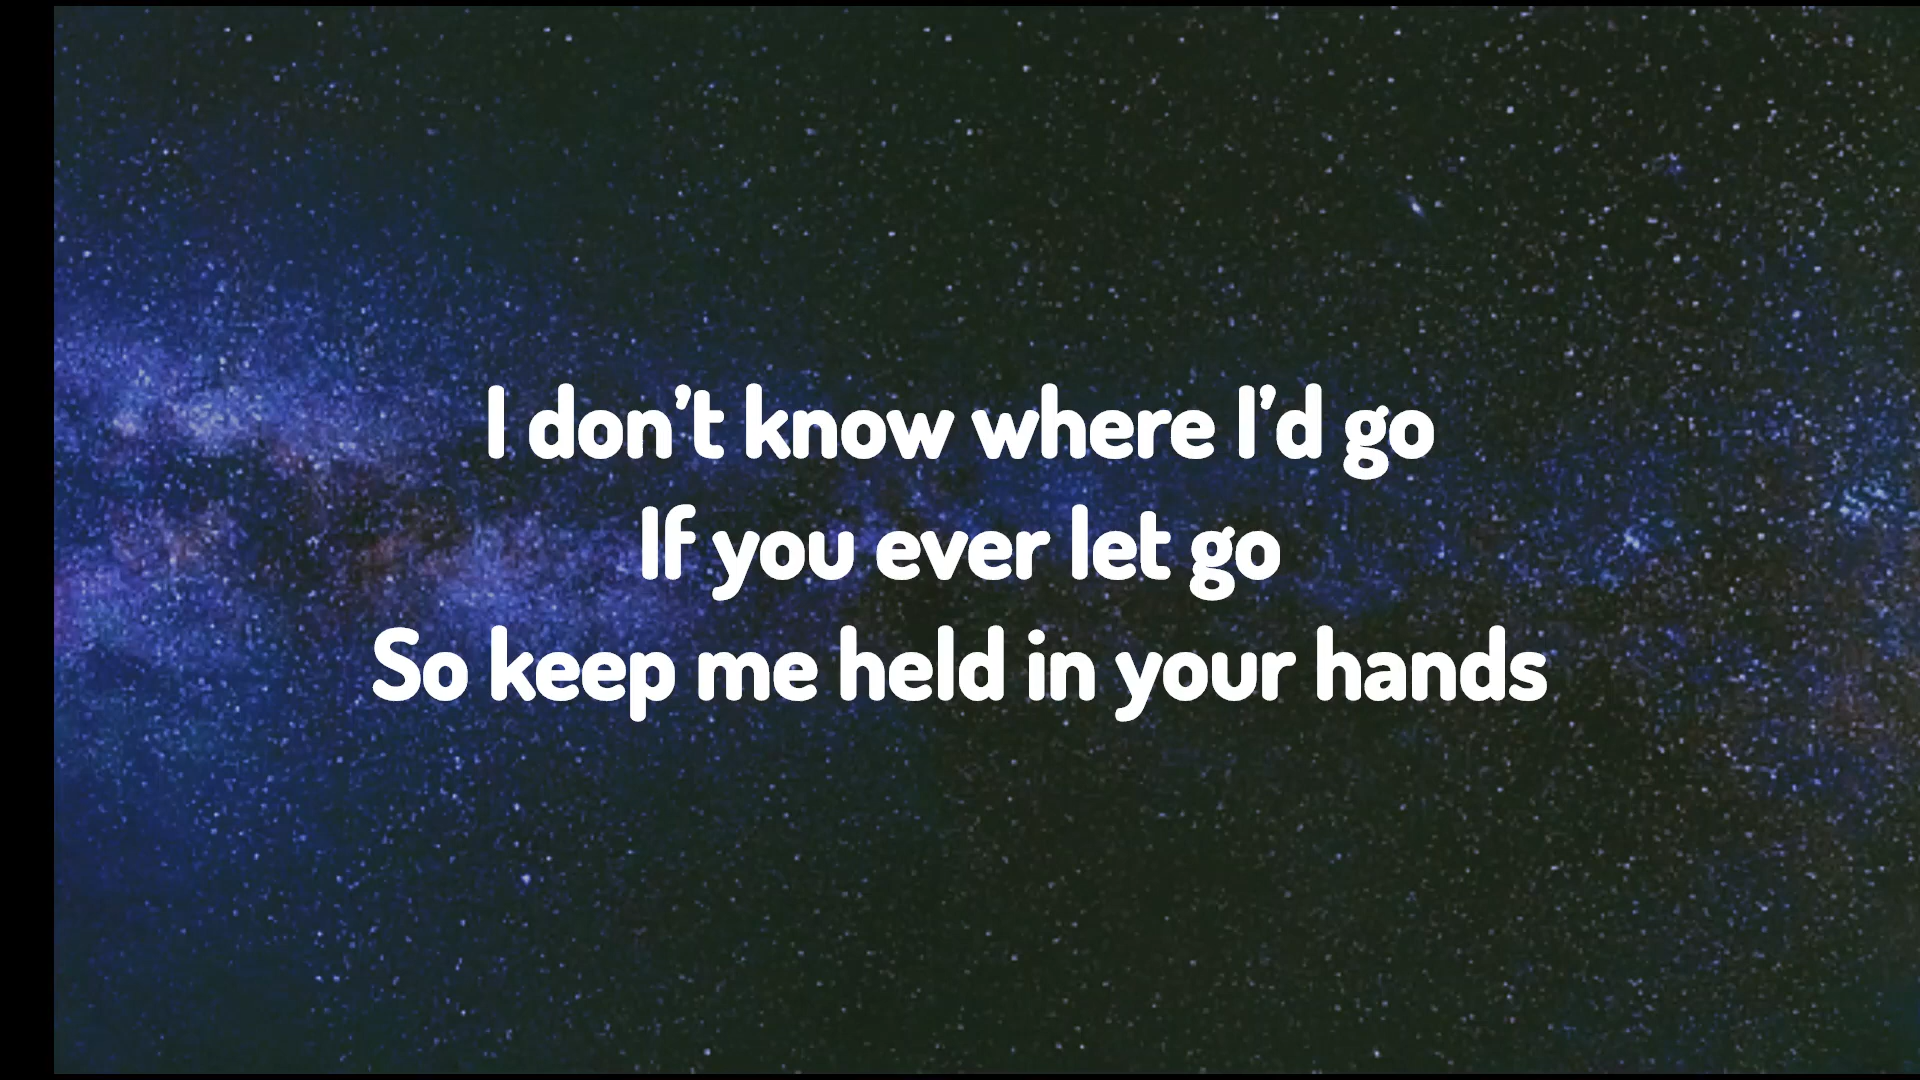 I don’t know where I’d go
If you ever let go
So keep me held in your hands